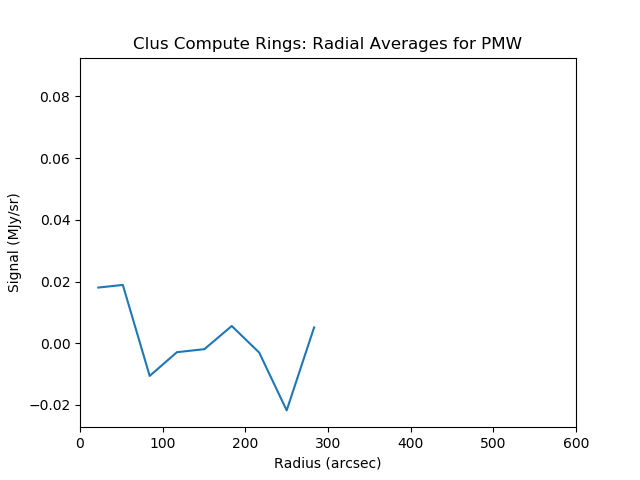 Clus Compute Rings: Radial Averages for PMW
0.08
0.06
0.04
0.02
0.00
−0.02
Signal (MJy/sr)
0 100 200 300 400 500 600
Radius (arcsec)